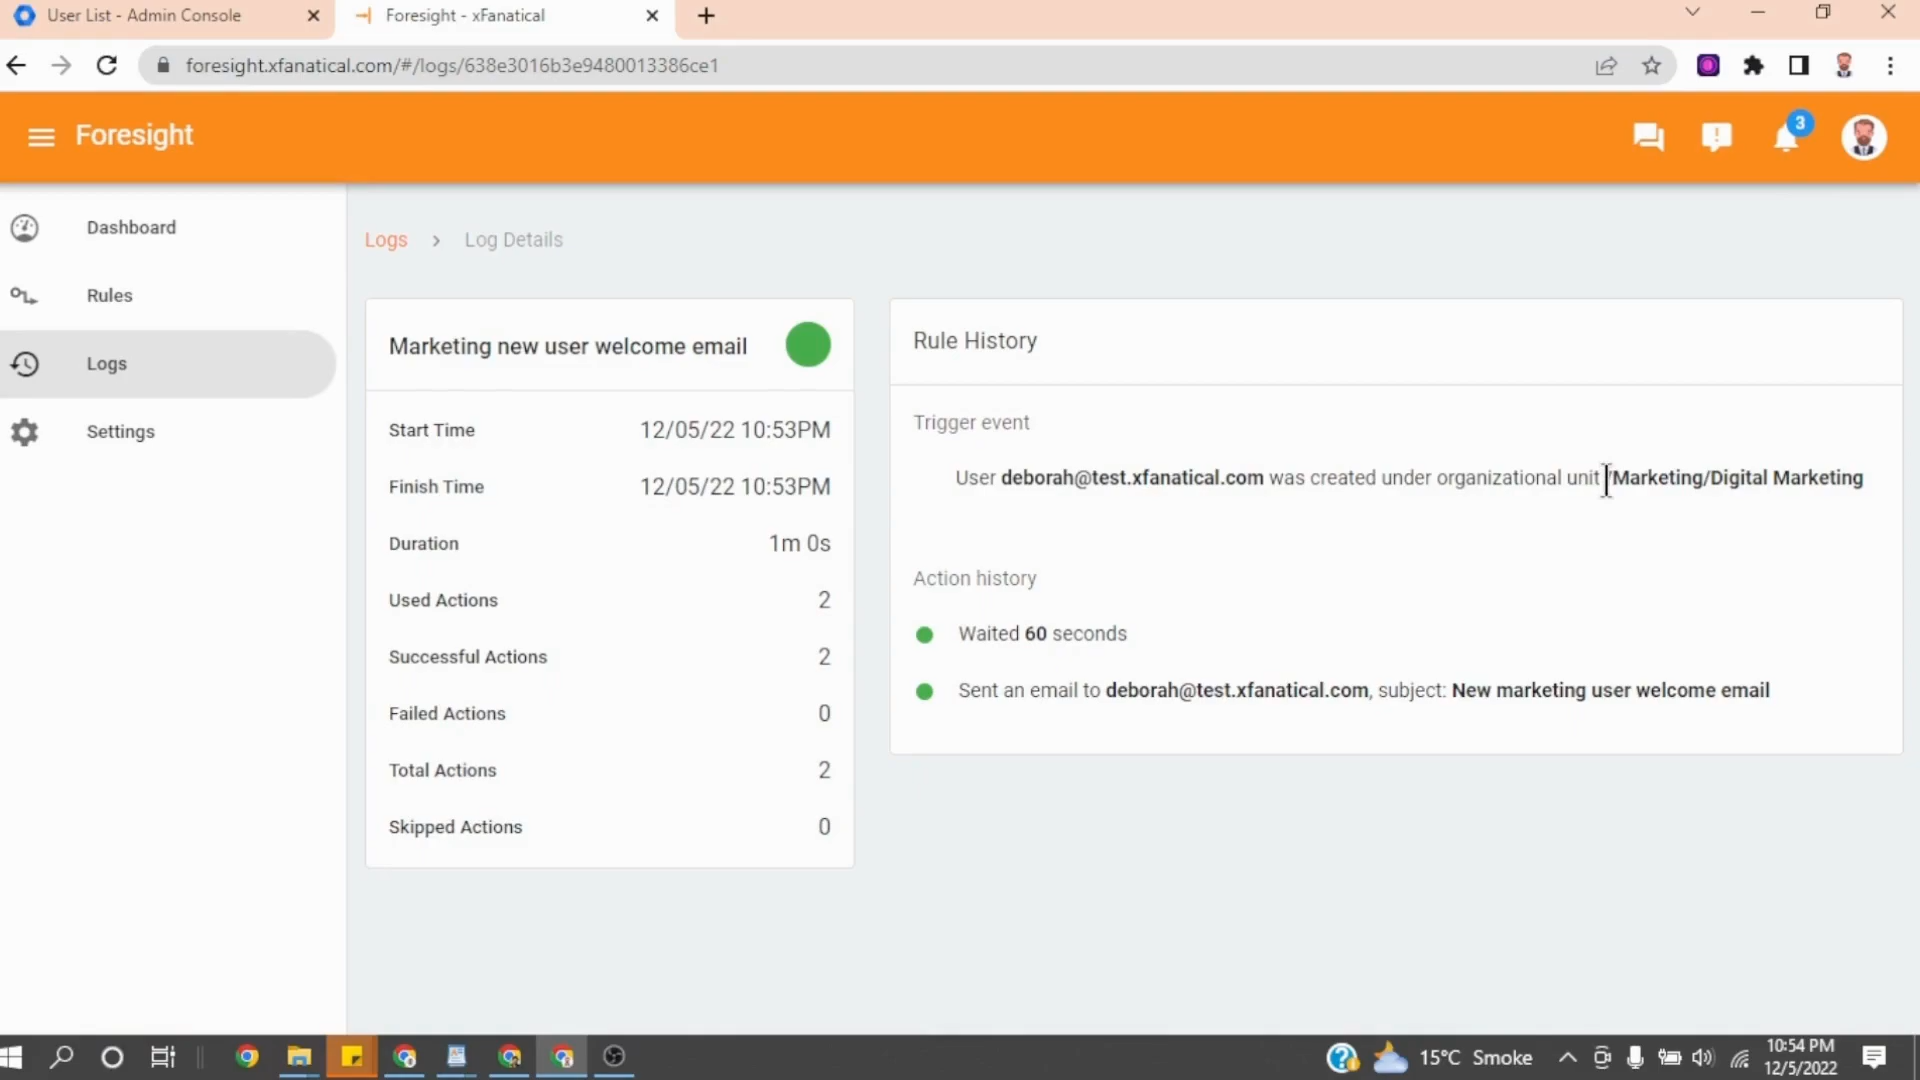 User List - Admin Console
Foresight - xFanatical
foresight.xfanatical.com/#/logs/638e3016b3e9480013386ce1
Foresight
3
Dashboard
Rules
Logs
Settings
Logs > Log Details
Marketing new user welcome email
Start Time 12/05/22 10:53PM
Finish Time 12/05/22 10:53PM
Duration 1m 0s
Used Actions 2
Successful Actions 2
Failed Actions 0
Total Actions 2
Skipped Actions 0
Rule History
Trigger event
User deborah@test.xfanatical.com was created under organizational unit /Marketing/Digital Marketing
Action history
Waited 60 seconds
Sent an email to deborah@test.xfanatical.com, subject: New marketing user welcome email
15°C Smoke
10:54 PM
12/5/2022